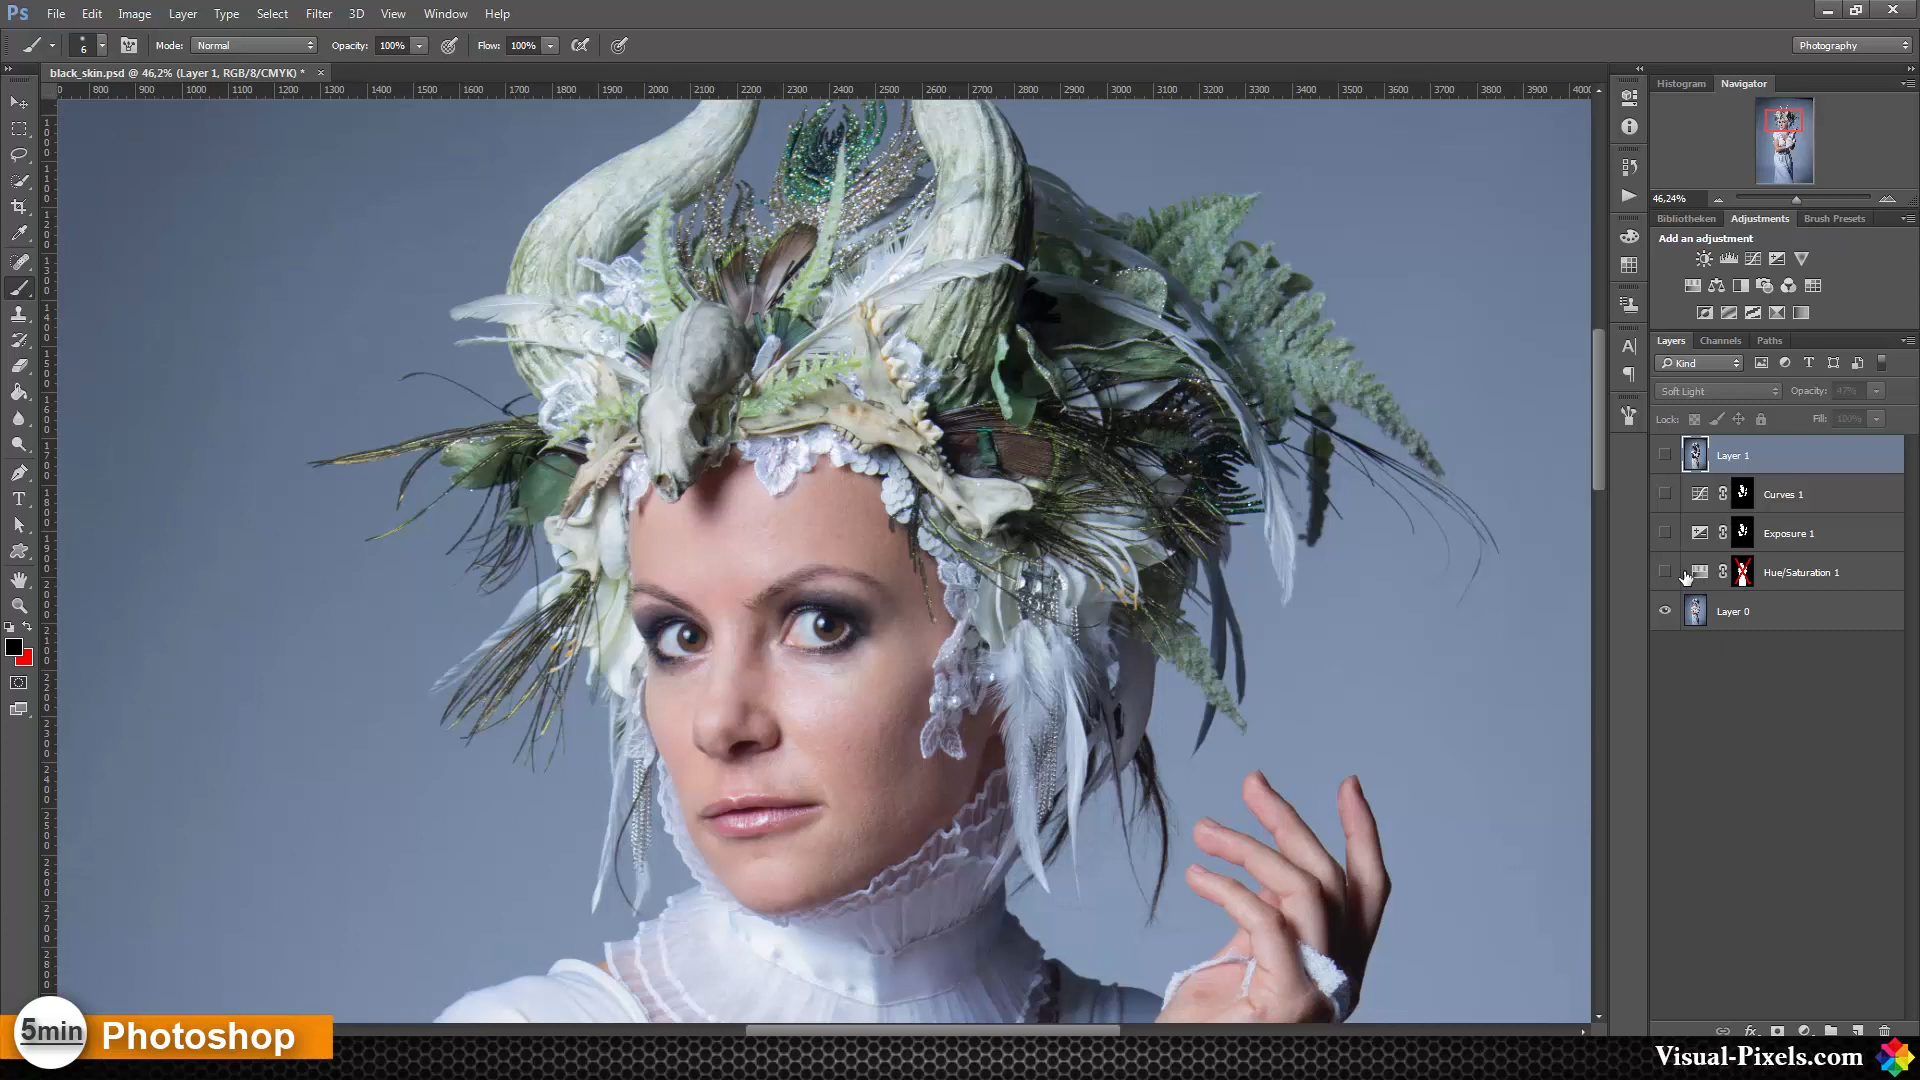 Ps File Edit Image Layer Type Select Filter 3D View Window Help
6 Mode: Normal Opacity: 100% Flow: 100% Photography
black_skin.psd @ 46,2% (Layer 1, RGB/8/CMYK) * ×
0 800 900 1000 1100 1200 1300 1400 1500 1600 1700 1800 1900 2000 2100 2200 2300 2400 2500 2600 2700 2800 2900 3000 3100 3200 3300 3400 3500 3600 3700 3800 3900 4000
Histogram Navigator
46,24%
Bibliotheken Adjustments Brush Presets
Add an adjustment
Layers Channels Paths
Kind
Soft Light Opacity: 47%
Lock: Fill: 100%
Layer 1
Curves 1
Exposure 1
Hue/Saturation 1
Layer 0
5min Photoshop
Visual-Pixels.com